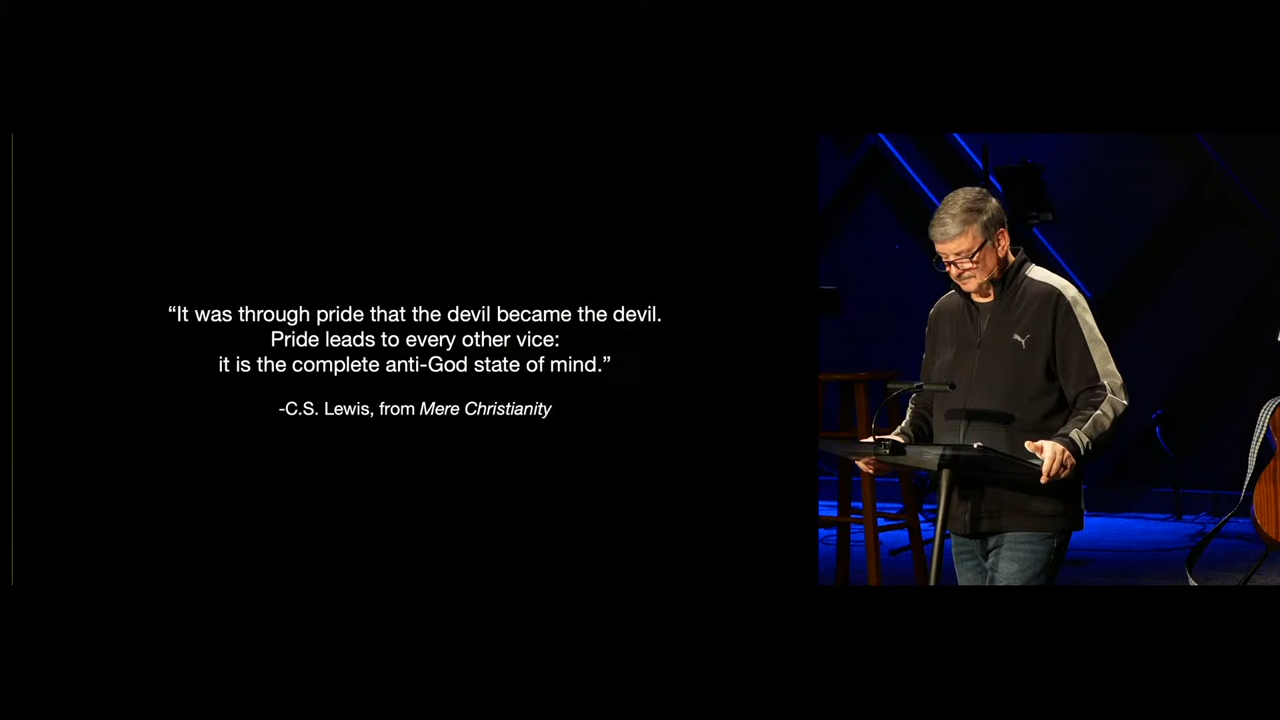 “It was through pride that the devil became the devil.
Pride leads to every other vice:
it is the complete anti-God state of mind.”
-C.S. Lewis, from Mere Christianity